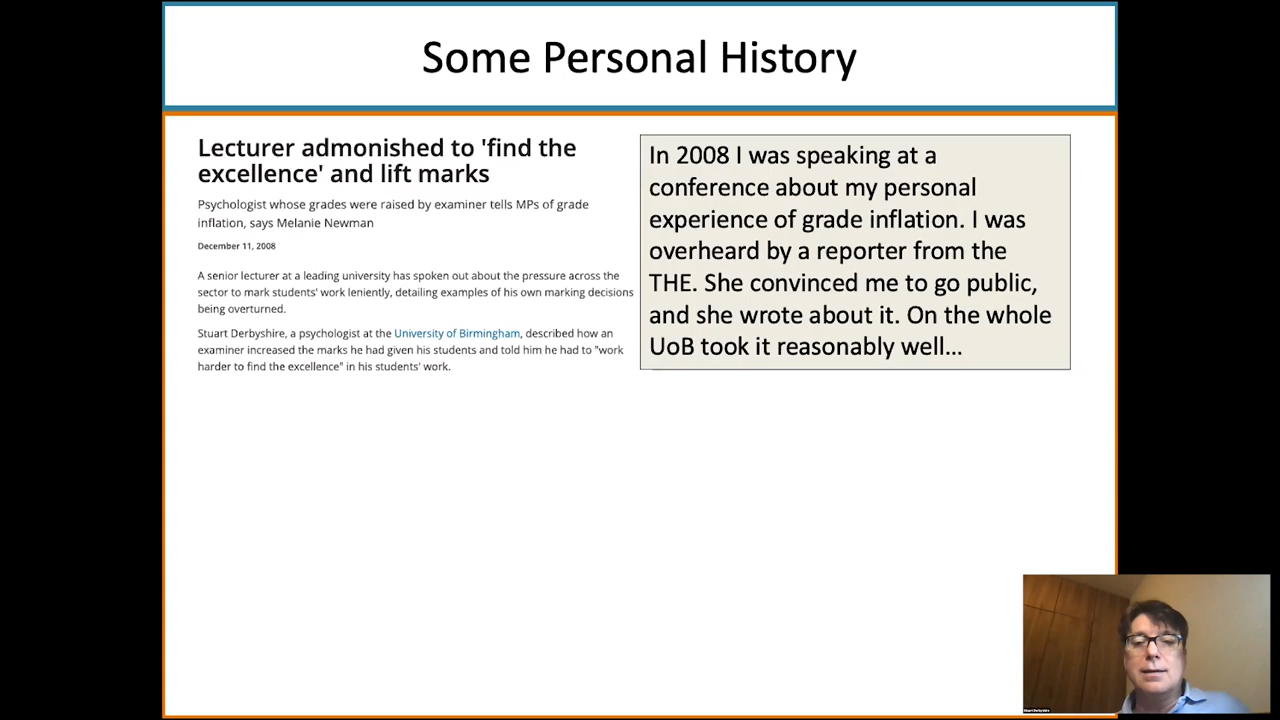 Some Personal History
Lecturer admonished to 'find the
excellence' and lift marks
Psychologist whose grades were raised by examiner tells MPs of grade
inflation, says Melanie Newman
December 11, 2008
A senior lecturer at a leading university has spoken out about the pressure across the
sector to mark students' work leniently, detailing examples of his own marking decisions
being overturned.
Stuart Derbyshire, a psychologist at the University of Birmingham, described how an
examiner increased the marks he had given his students and told him he had to "work
harder to find the excellence" in his students' work.
In 2008 I was speaking at a
conference about my personal
experience of grade inflation. I was
overheard by a reporter from the
THE. She convinced me to go public,
and she wrote about it. On the whole
UoB took it reasonably well...
Stuart Derbyshire